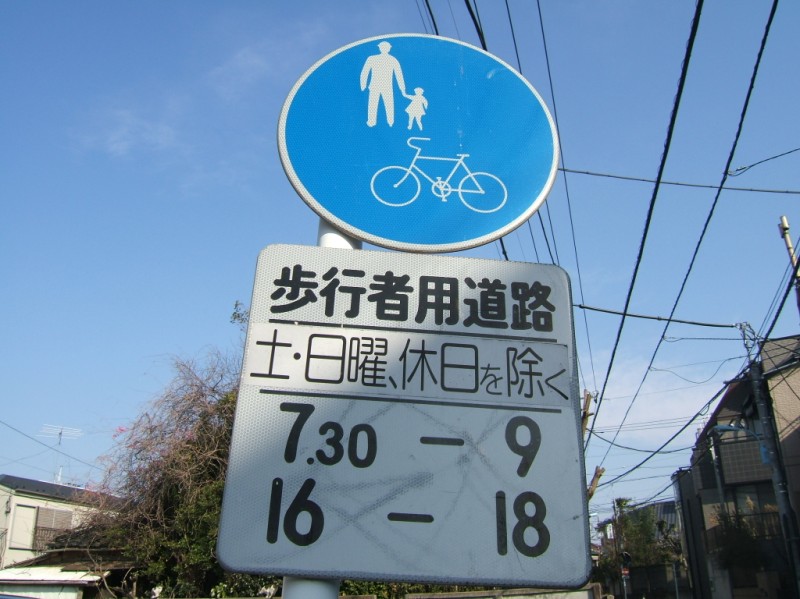 歩行者用道路
土・日曜、休日を除く
7.30 - 9
16 - 18